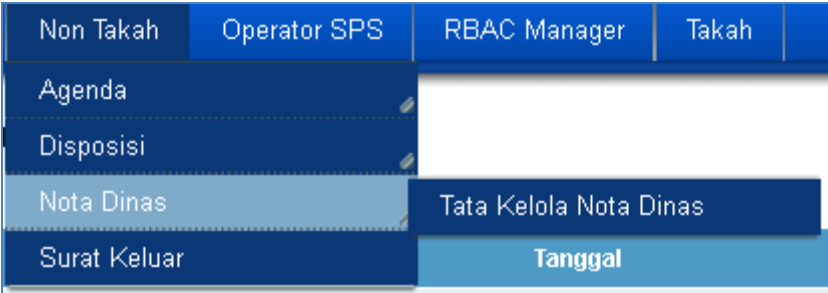 Non Takah Operator SPS RBAC Manager Takah
Agenda
Disposisi
Nota Dinas Tata Kelola Nota Dinas
Surat Keluar Tanggal